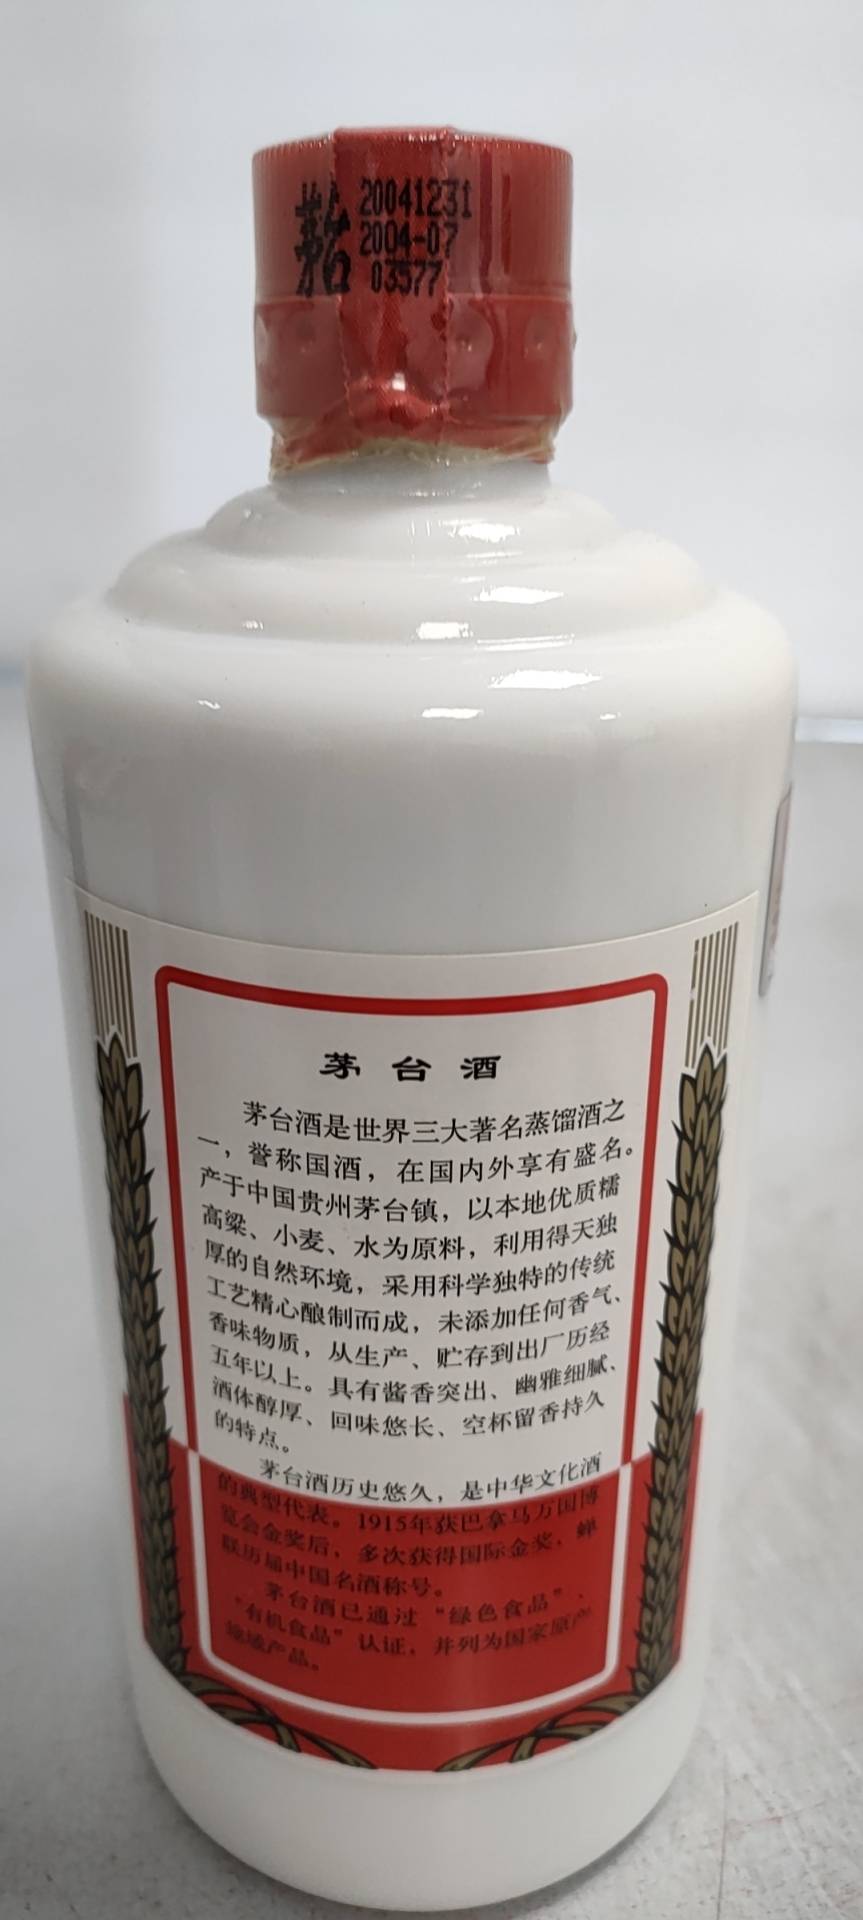 茅台
20041231
2004-07
03577
茅台酒
茅台酒是世界三大著名蒸馏酒之
一，誉称国酒，在国内外享有盛名。
产于中国贵州茅台镇，以本地优质糯
高粱、小麦、水为原料，利用得天独
厚的自然环境，采用科学独特的传统
工艺精心酿制而成，未添加任何香气、
香味物质，从生产、贮存到出厂历经
五年以上。具有酱香突出、幽雅细腻、
酒体醇厚、回味悠长、空杯留香持久
的特点。
茅台酒历史悠久，是中华文化酒
的典型代表。1915年获巴拿马万国博
览会金奖后，多次获得国际金奖，蝉
联历届中国名酒称号。
茅台酒已通过“绿色食品”、
“有机食品”认证，并列为国家原产
地域产品。